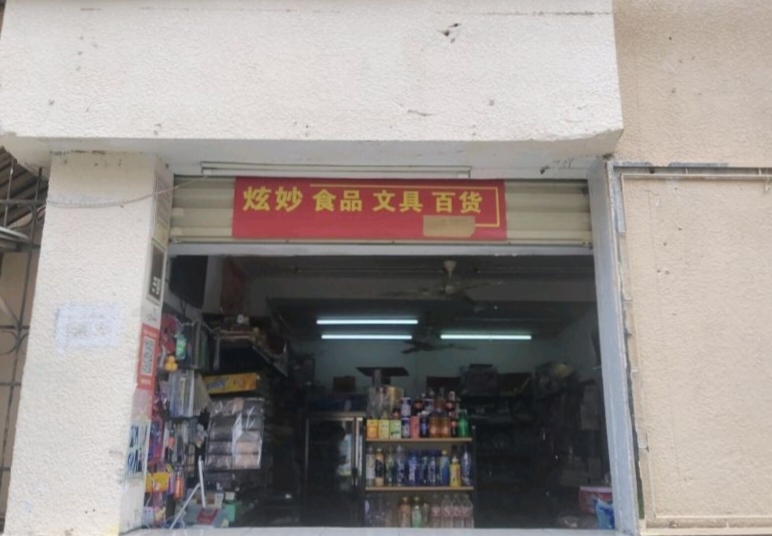 炫妙 食品 文具 百货